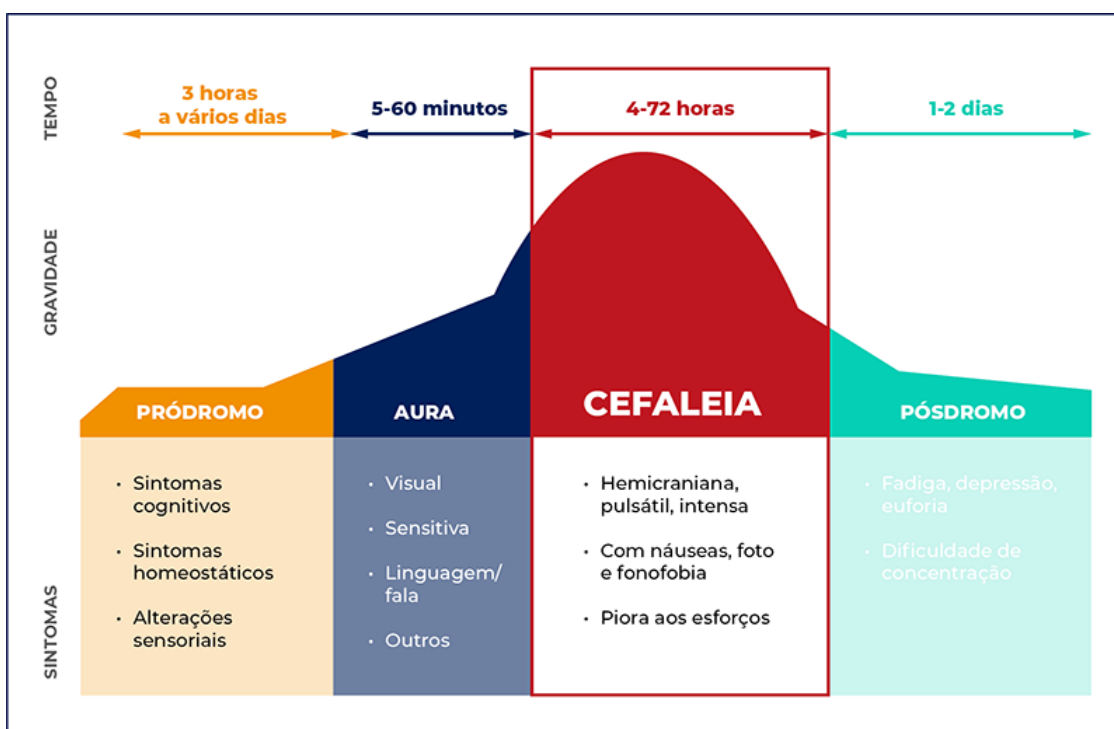 TEMPO
3 horas
a vários dias
5-60 minutos
4-72 horas
1-2 dias
GRAVIDADE
PRÓDROMO
AURA
CEFALEIA
PÓSDROMO
SINTOMAS
· Sintomas
cognitivos
· Sintomas
homeostáticos
· Alterações
sensoriais
· Visual
· Sensitiva
· Linguagem/
fala
· Outros
· Hemicraniana,
pulsátil, intensa
· Com náuseas, foto
e fonofobia
· Piora aos esforços
· Fadiga, depressão,
euforia
· Dificuldade de
concentração